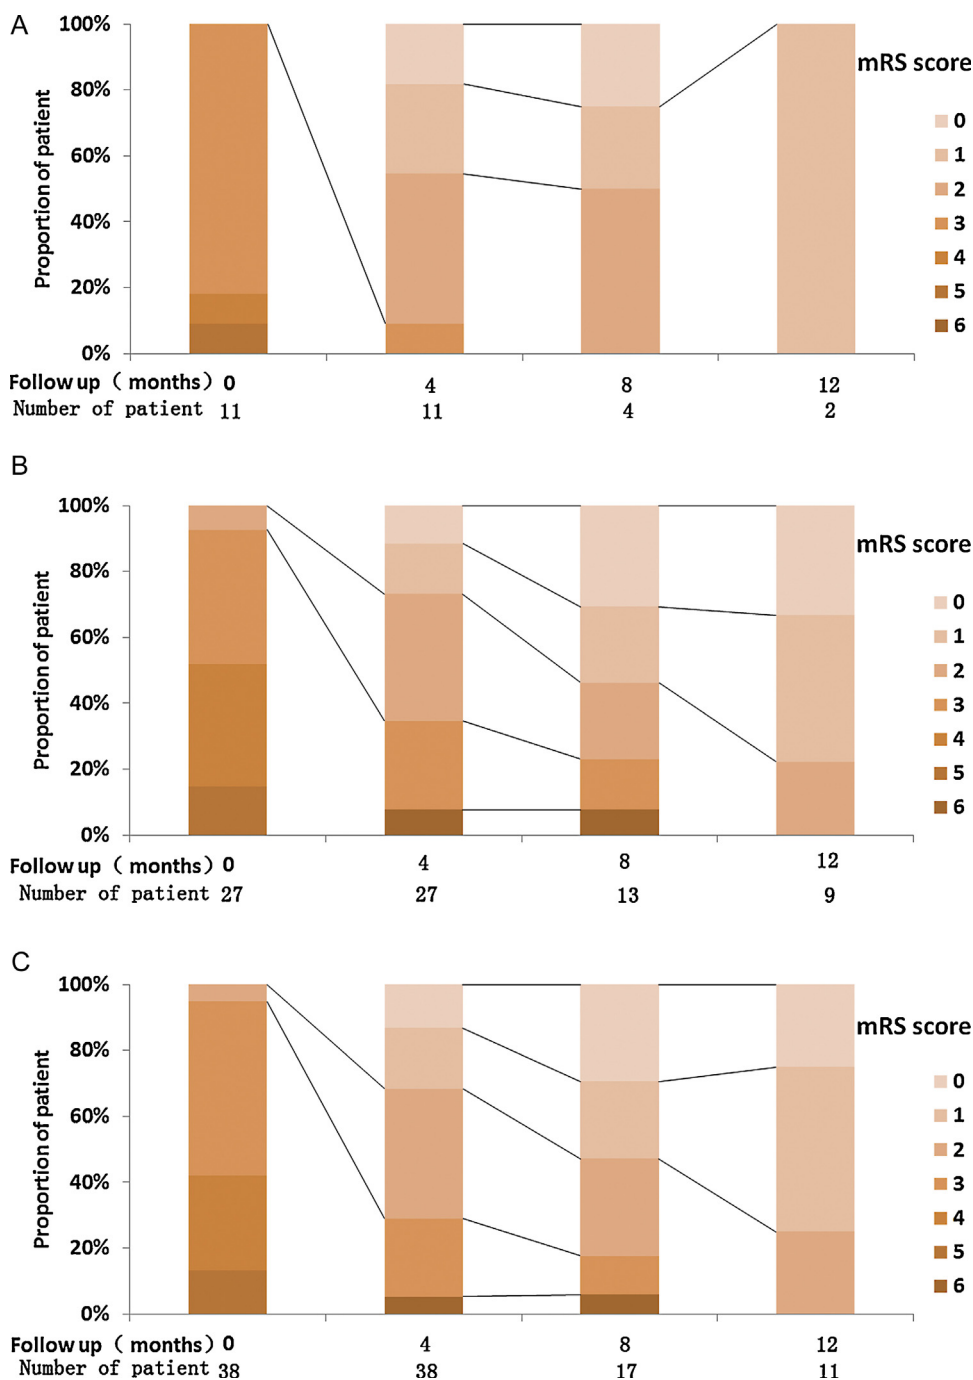 A
100%
80%
60%
40%
20%
0%
Proportion of patient
mRS score
0
1
2
3
4
5
6
Follow up ( months ) 0 4 8 12
Number of patient 11 11 4 2
B
100%
80%
60%
40%
20%
0%
Proportion of patient
mRS score
0
1
2
3
4
5
6
Follow up ( months ) 0 4 8 12
Number of patient 27 27 13 9
C
100%
80%
60%
40%
20%
0%
Proportion of patient
mRS score
0
1
2
3
4
5
6
Follow up ( months ) 0 4 8 12
Number of patient 38 38 17 11